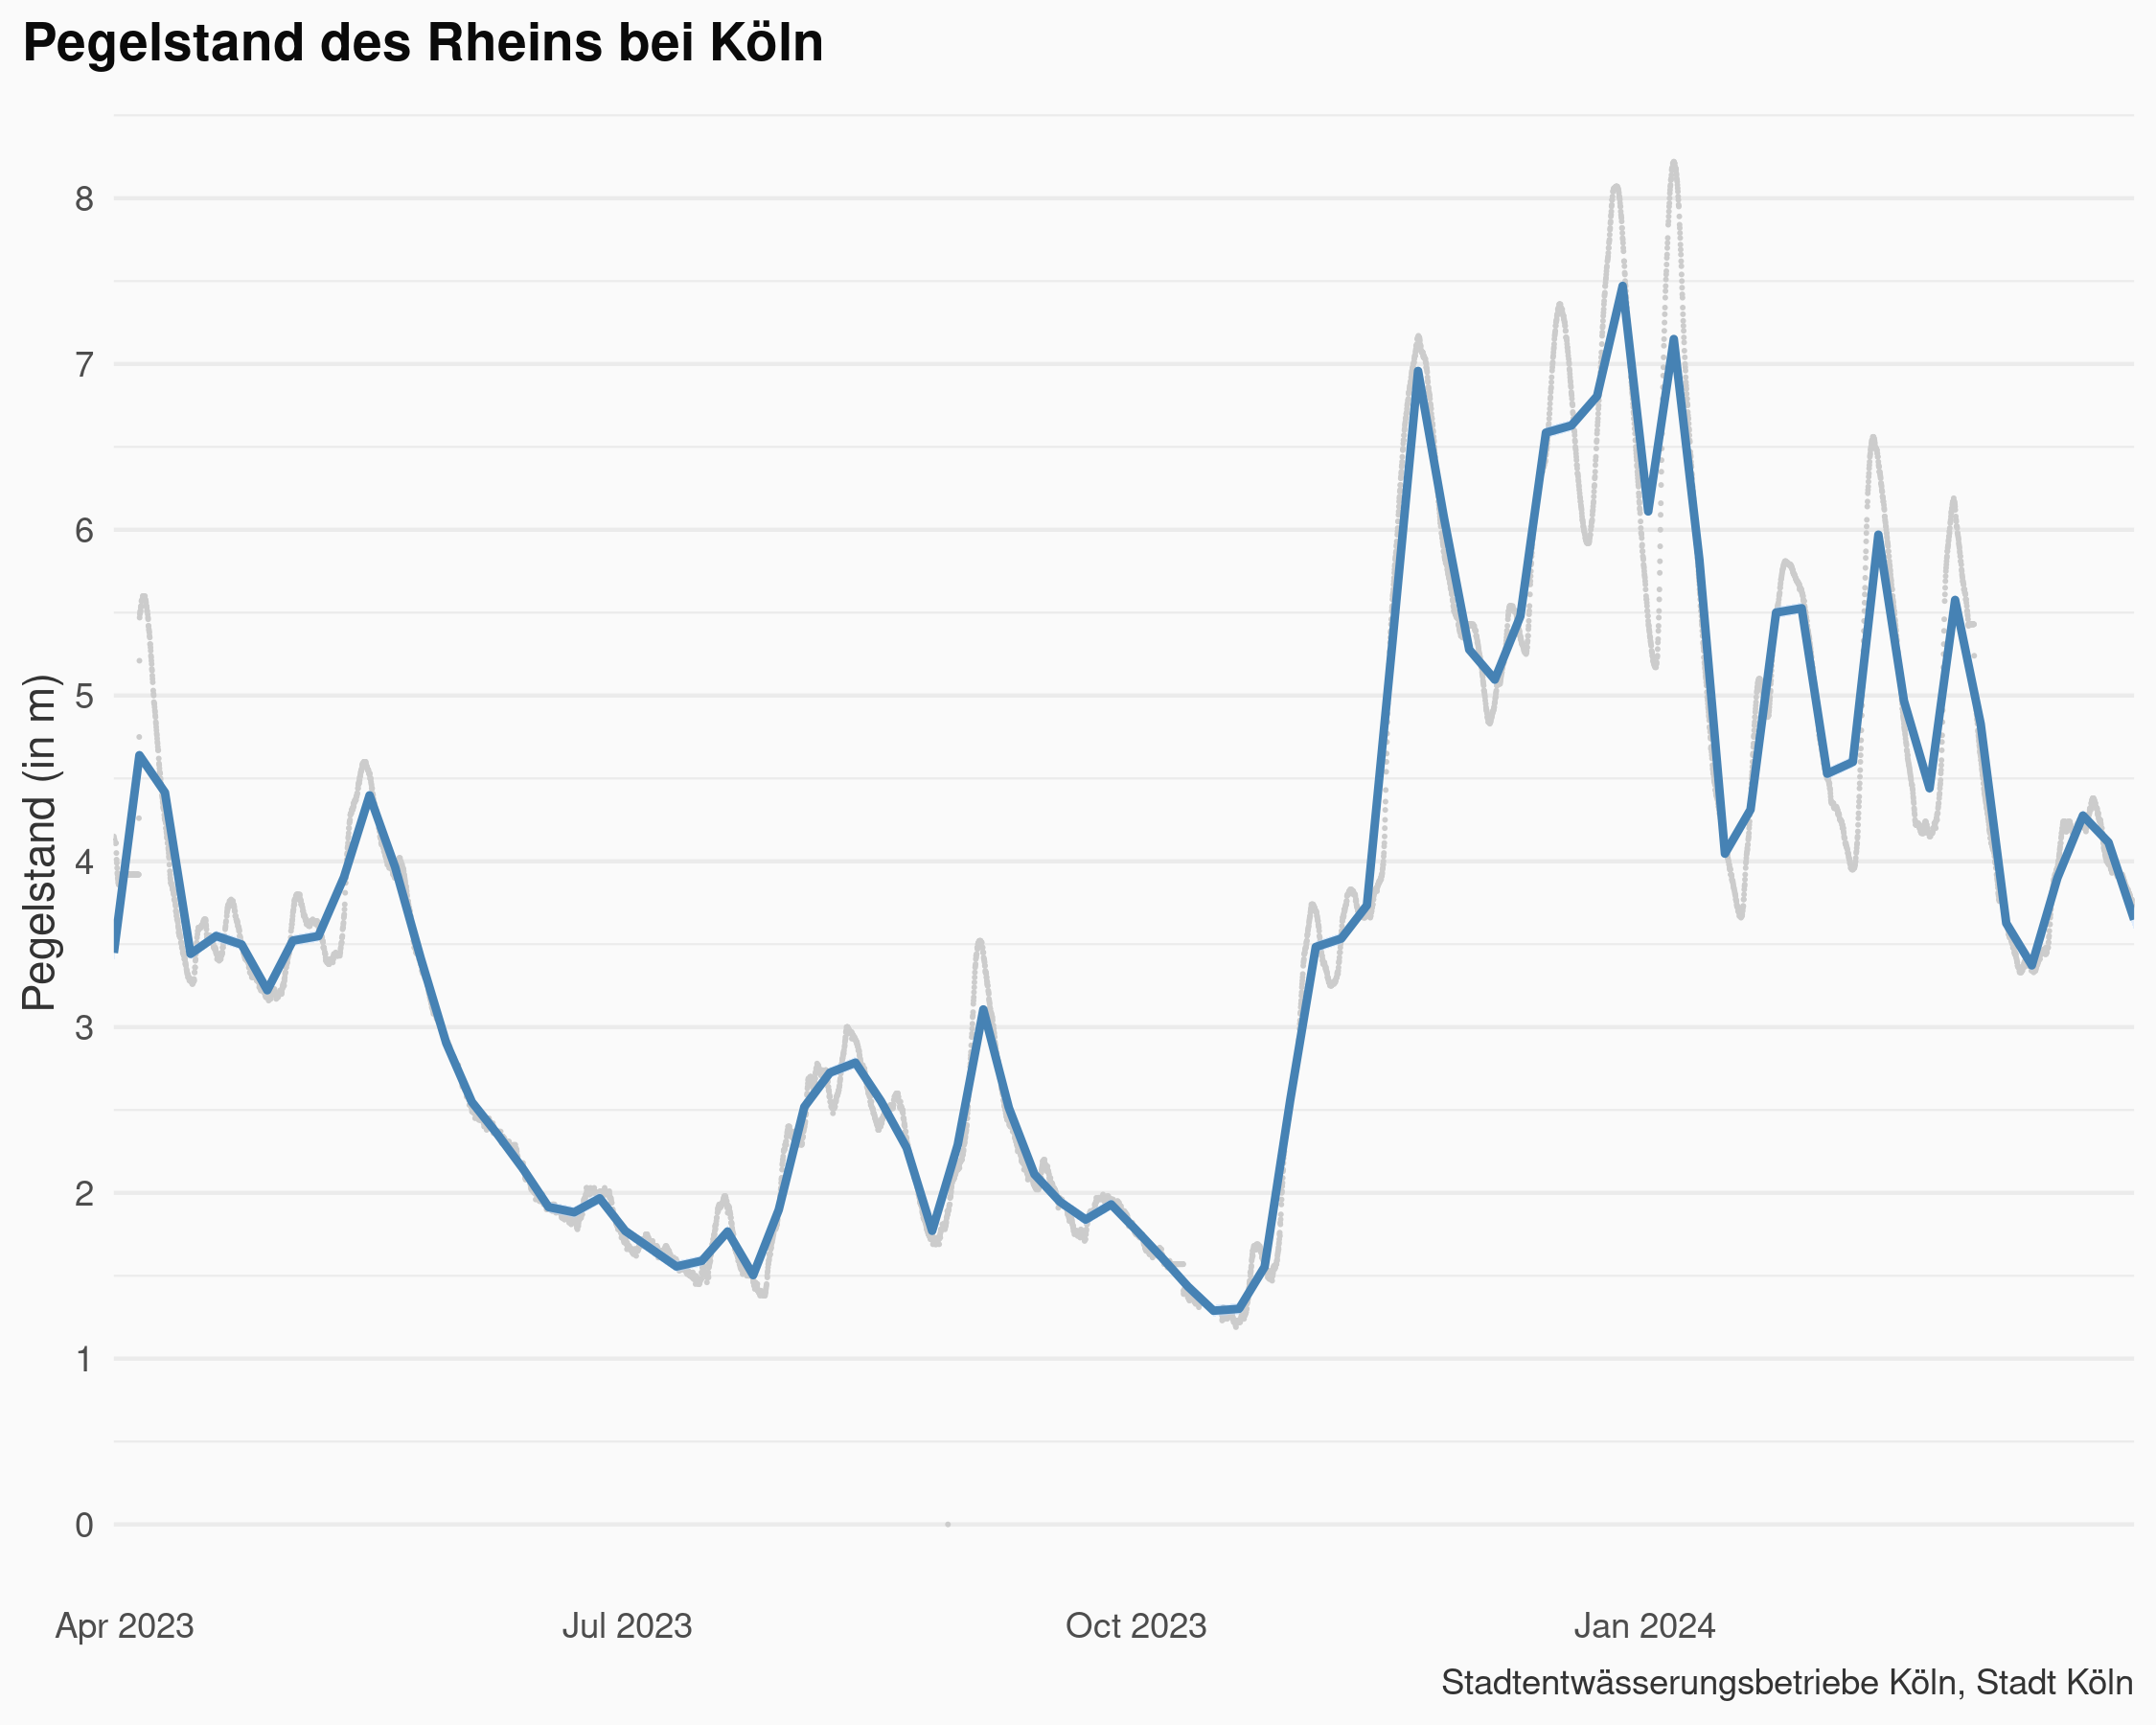 Pegelstand des Rheins bei Köln
Pegelstand (in m)
8
7
6
5
4
3
2
1
0
Apr 2023
Jul 2023
Oct 2023
Jan 2024
Stadtentwässerungsbetriebe Köln, Stadt Köln